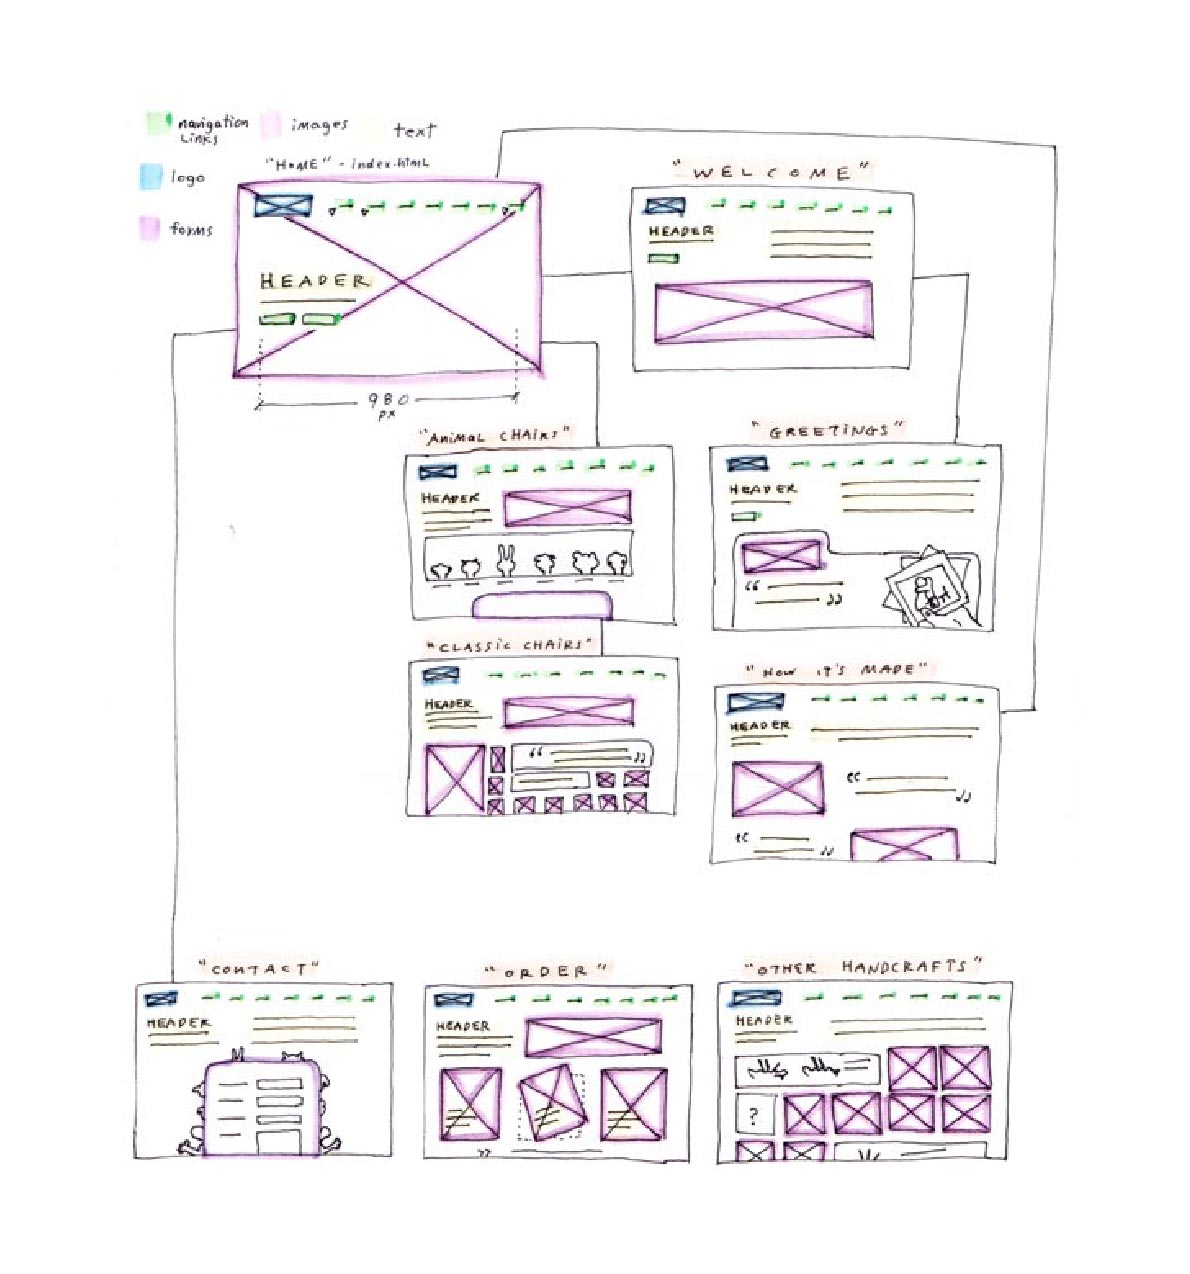 navigation links
images
text
logo
forms
"HOME" - index.html
HEADER
980 px
"WELCOME"
HEADER
"ANIMAL CHAIRS"
HEADER
"GREETINGS"
HEADER
"CLASSIC CHAIRS"
HEADER
"HOW IT'S MADE"
HEADER
"CONTACT"
HEADER
"ORDER"
HEADER
"OTHER HANDCRAFTS"
HEADER
?